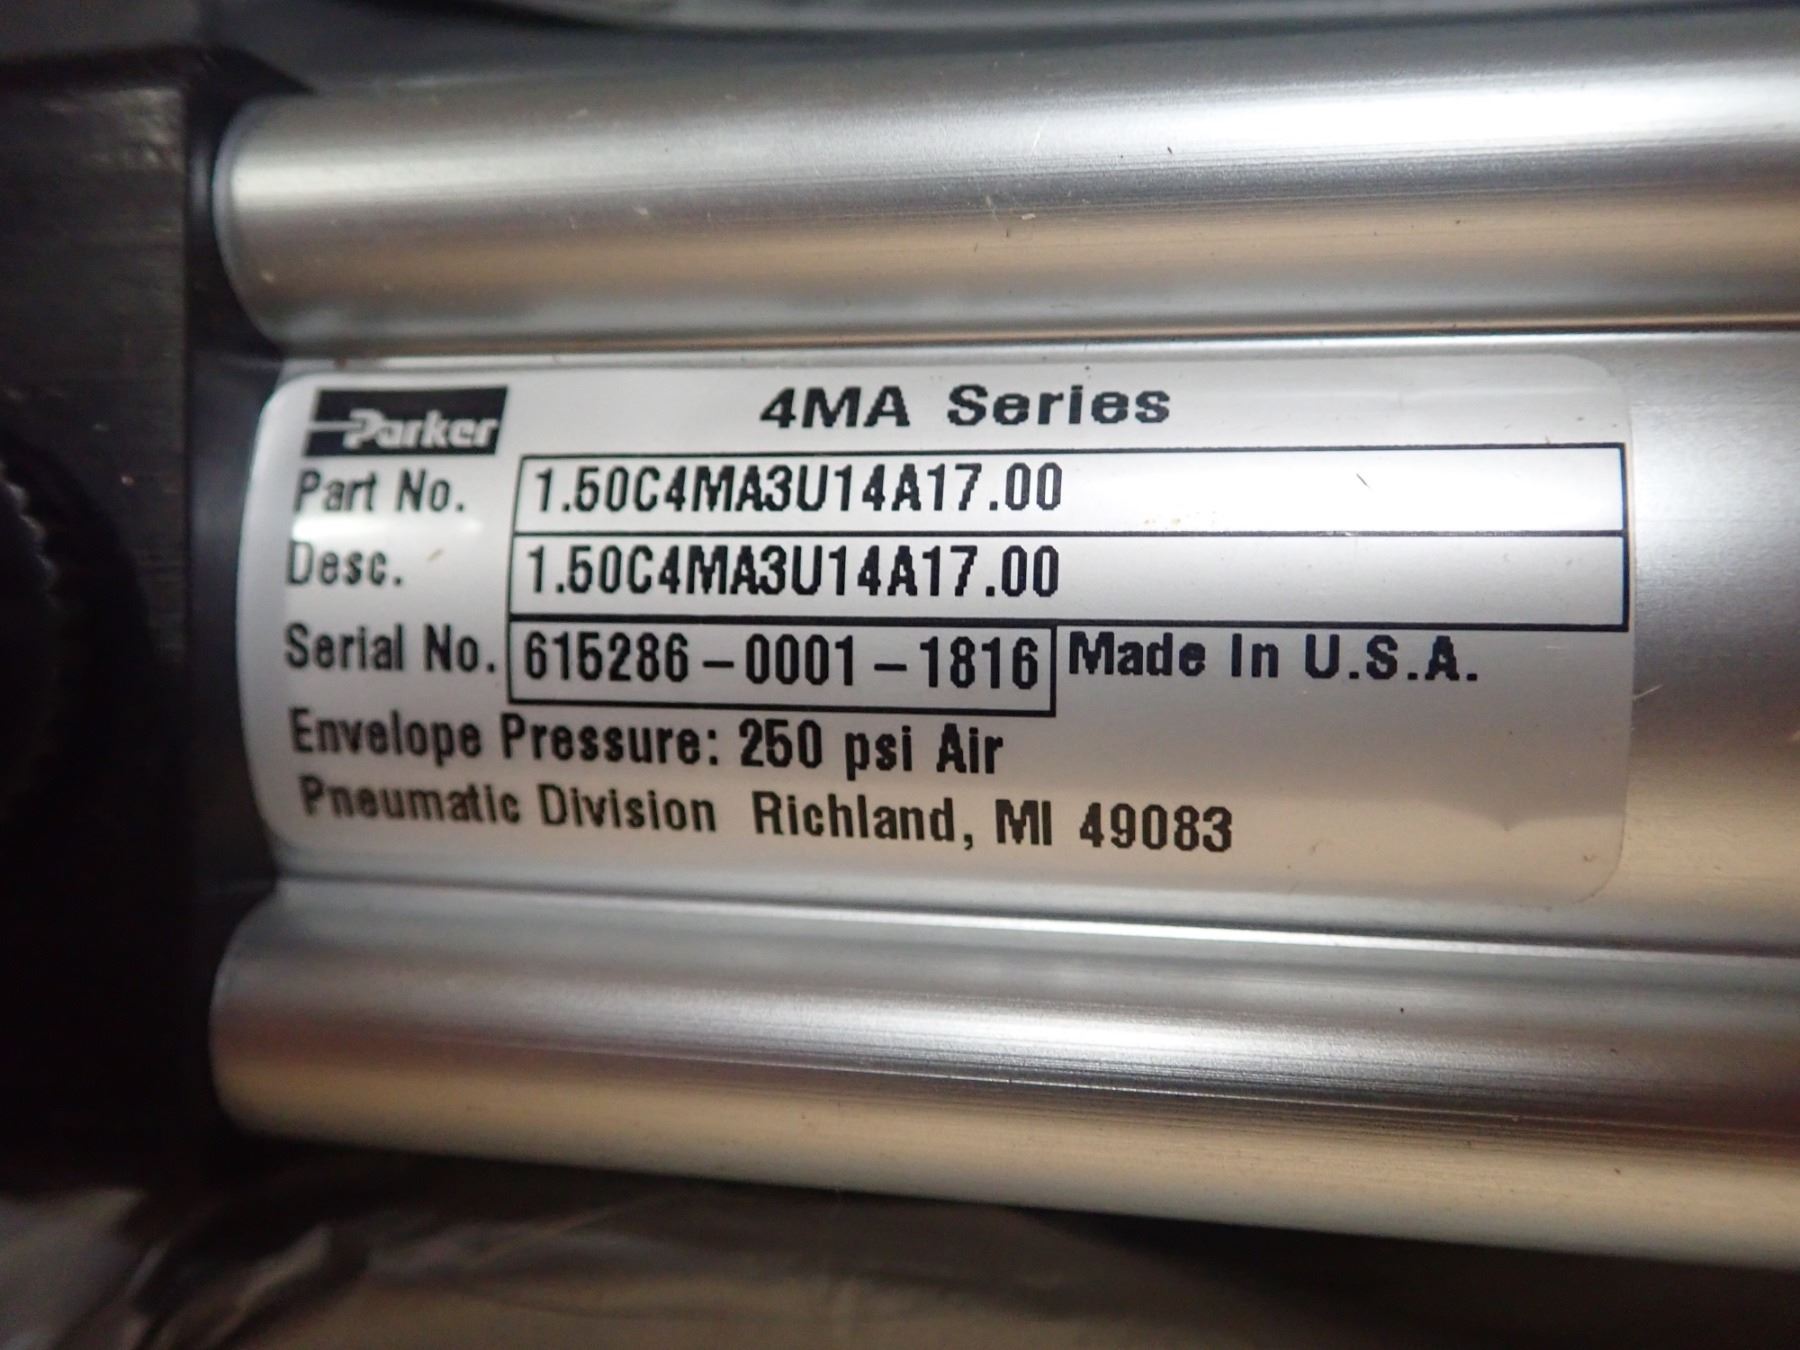 Parker 4MA Series
Part No. 1.50C4MA3U14A17.00
Desc. 1.50C4MA3U14A17.00
Serial No. 615286-0001-1816 Made In U.S.A.
Envelope Pressure: 250 psi Air
Pneumatic Division Richland, MI 49083